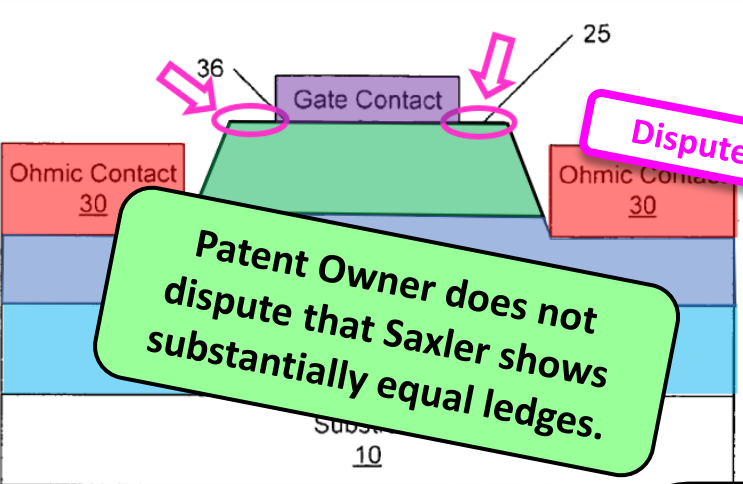 25
36
Gate Contact
Dispute
Ohmic Contact
30
Ohmic Contact
30
Patent Owner does not
dispute that Saxler shows
substantially equal ledges.
10